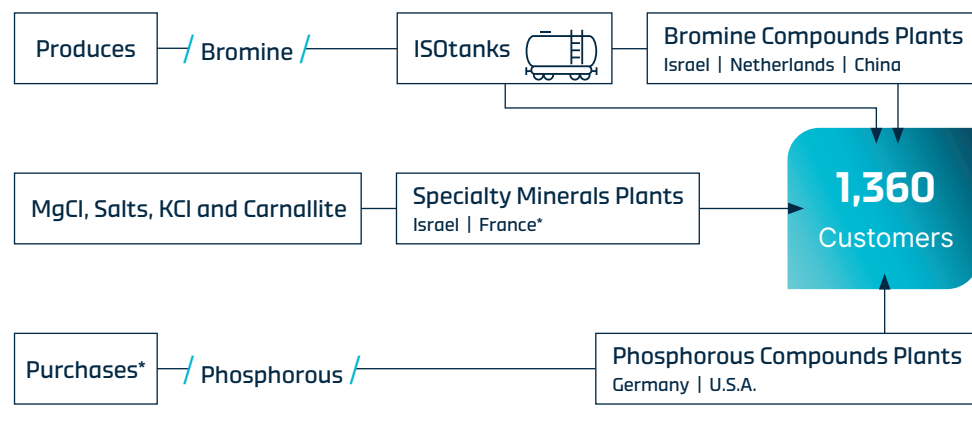 Produces
Bromine
ISOtanks
Bromine Compounds Plants
Israel | Netherlands | China
1,360
Customers
MgCl, Salts, KCl and Carnallite
Specialty Minerals Plants
Israel | France*
Purchases*
Phosphorous
Phosphorous Compounds Plants
Germany | U.S.A.